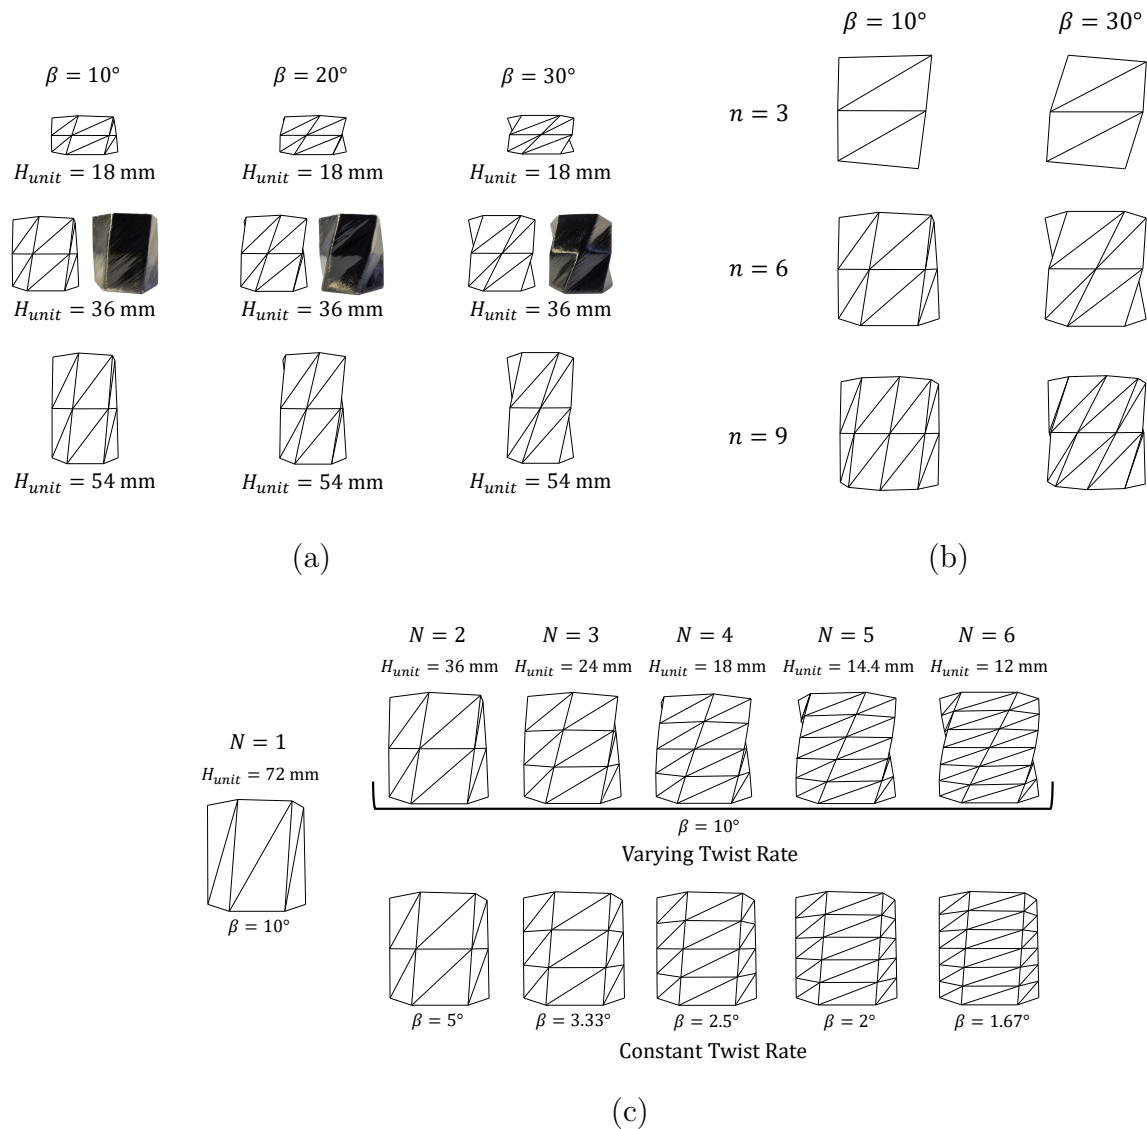 β = 10° β = 30°
β = 10° β = 20° β = 30°
n = 3
H_unit = 18 mm H_unit = 18 mm H_unit = 18 mm
n = 6
H_unit = 36 mm H_unit = 36 mm H_unit = 36 mm
n = 9
H_unit = 54 mm H_unit = 54 mm H_unit = 54 mm
(a) (b)
N = 2 N = 3 N = 4 N = 5 N = 6
H_unit = 36 mm H_unit = 24 mm H_unit = 18 mm H_unit = 14.4 mm H_unit = 12 mm
N = 1
H_unit = 72 mm
β = 10°
Varying Twist Rate
β = 10°
β = 5° β = 3.33° β = 2.5° β = 2° β = 1.67°
Constant Twist Rate
(c)